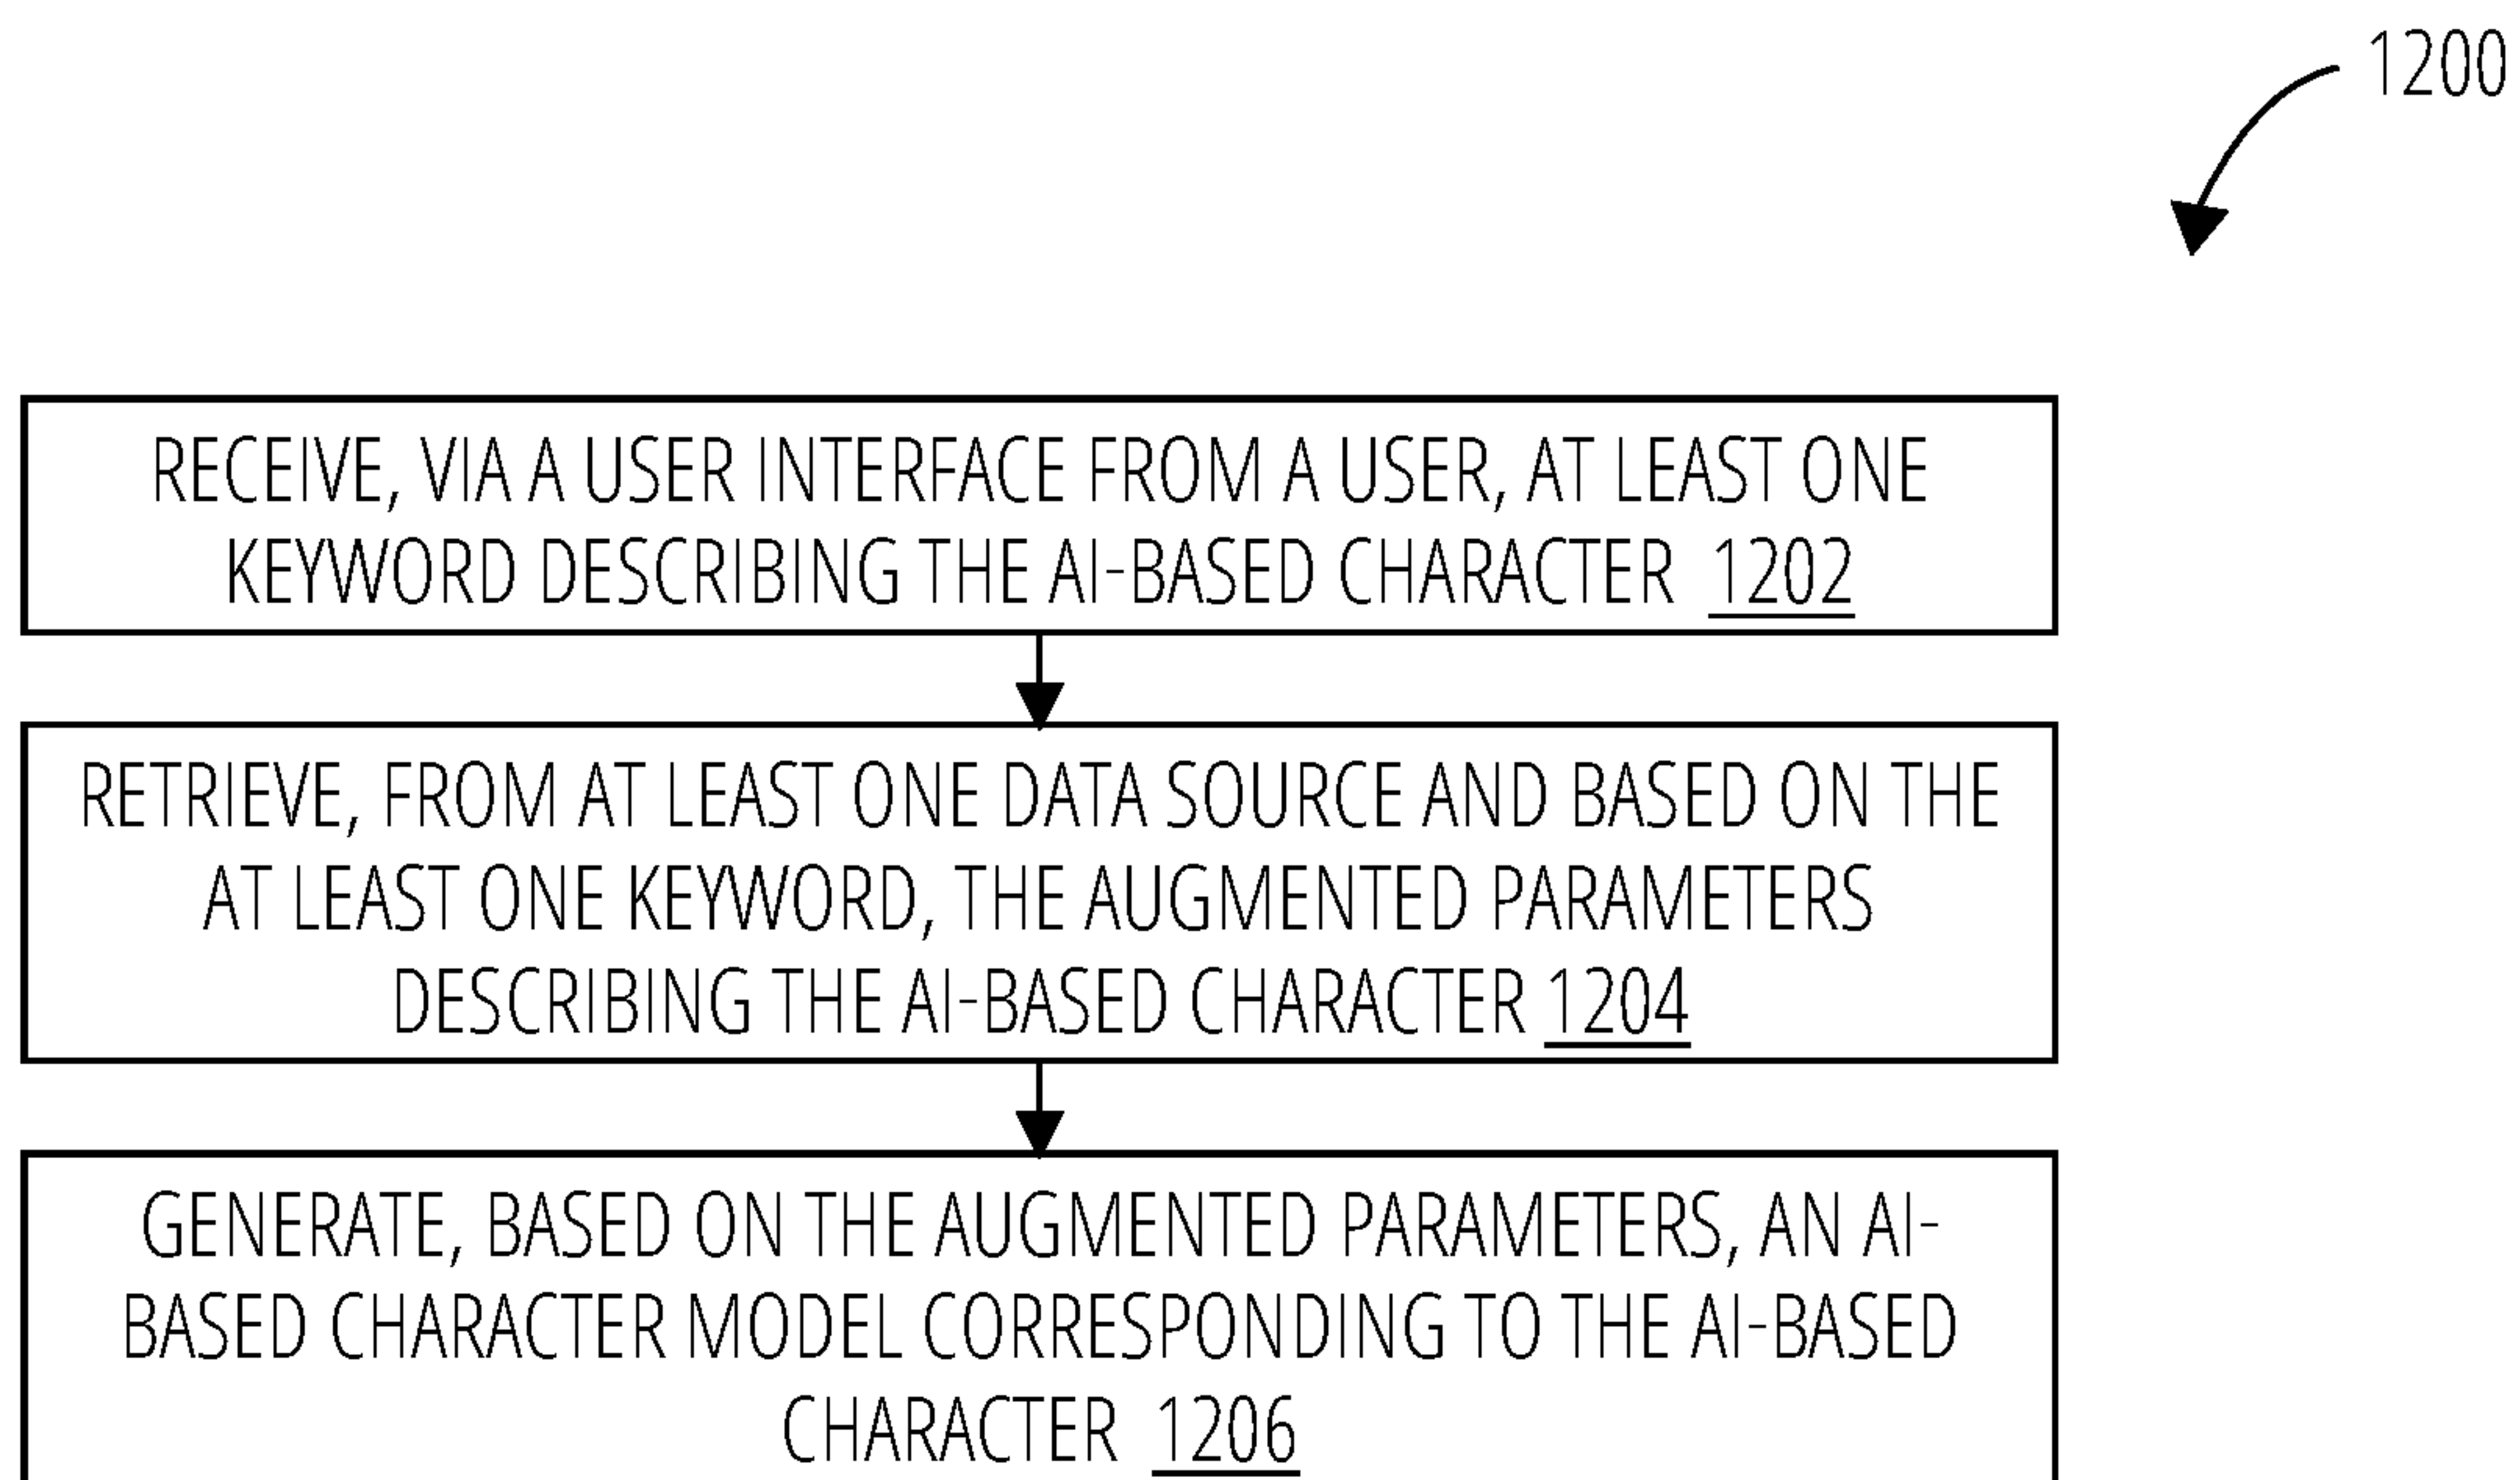 1200
RECEIVE, VIA A USER INTERFACE FROM A USER, AT LEAST ONE
KEYWORD DESCRIBING THE AI-BASED CHARACTER 1202
RETRIEVE, FROM AT LEAST ONE DATA SOURCE AND BASED ON THE
AT LEAST ONE KEYWORD, THE AUGMENTED PARAMETERS
DESCRIBING THE AI-BASED CHARACTER 1204
GENERATE, BASED ON THE AUGMENTED PARAMETERS, AN AI-
BASED CHARACTER MODEL CORRESPONDING TO THE AI-BASED
CHARACTER 1206